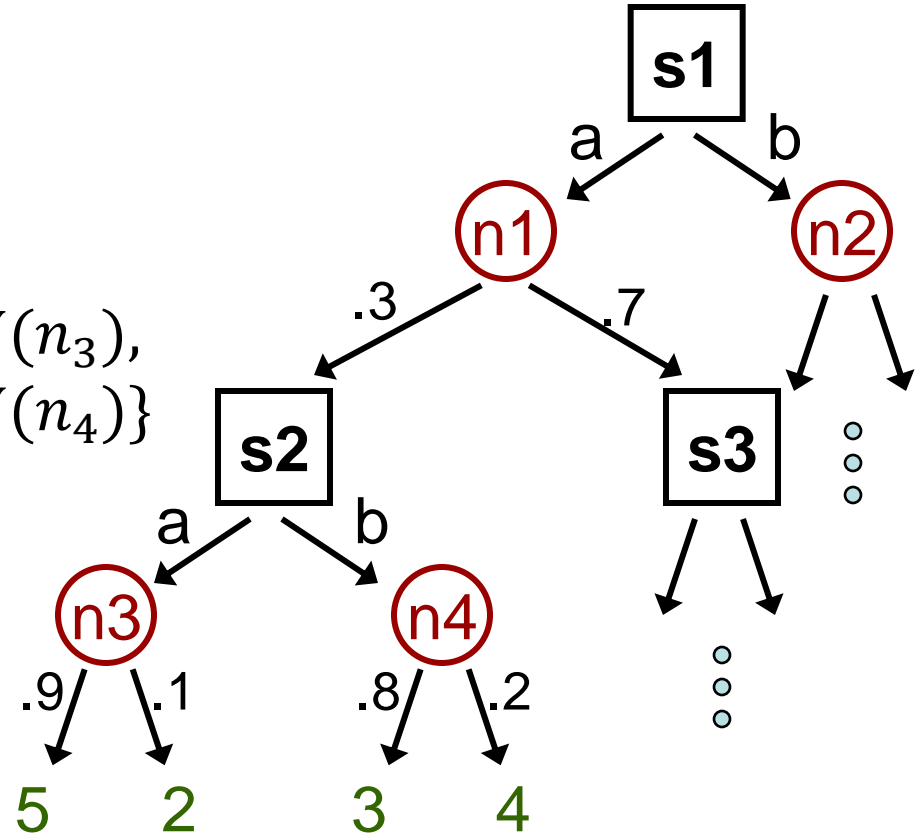 s1
a b
n1 n2
.3 .7
(n₃),
(n₄)}
s2 s3
a b
n3 n4
.9 .1 .8 .2
5 2 3 4